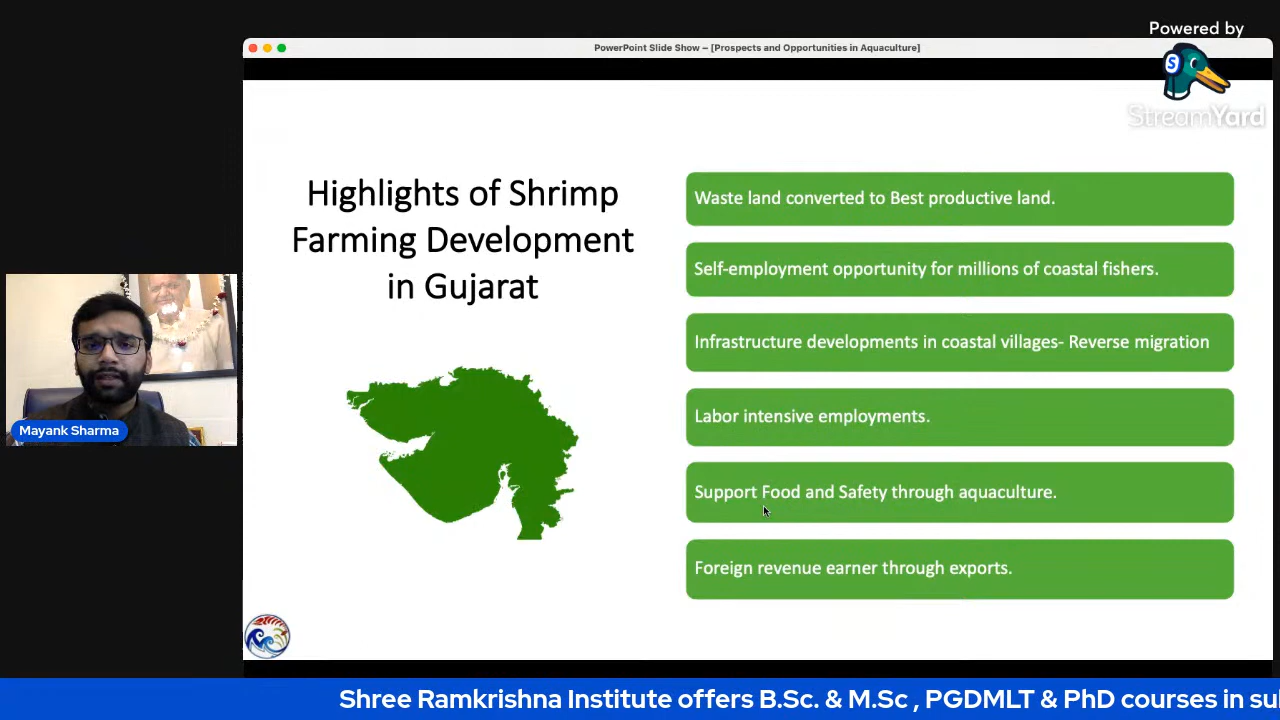 Powered by
PowerPoint Slide Show – [Prospects and Opportunities in Aquaculture]
S
StreamYard
Highlights of Shrimp
Farming Development
in Gujarat
Waste land converted to Best productive land.
Self-employment opportunity for millions of coastal fishers.
Infrastructure developments in coastal villages- Reverse migration
Labor intensive employments.
Support Food and Safety through aquaculture.
Foreign revenue earner through exports.
Mayank Sharma
Shree Ramkrishna Institute offers B.Sc. & M.Sc , PGDMLT & PhD courses in su